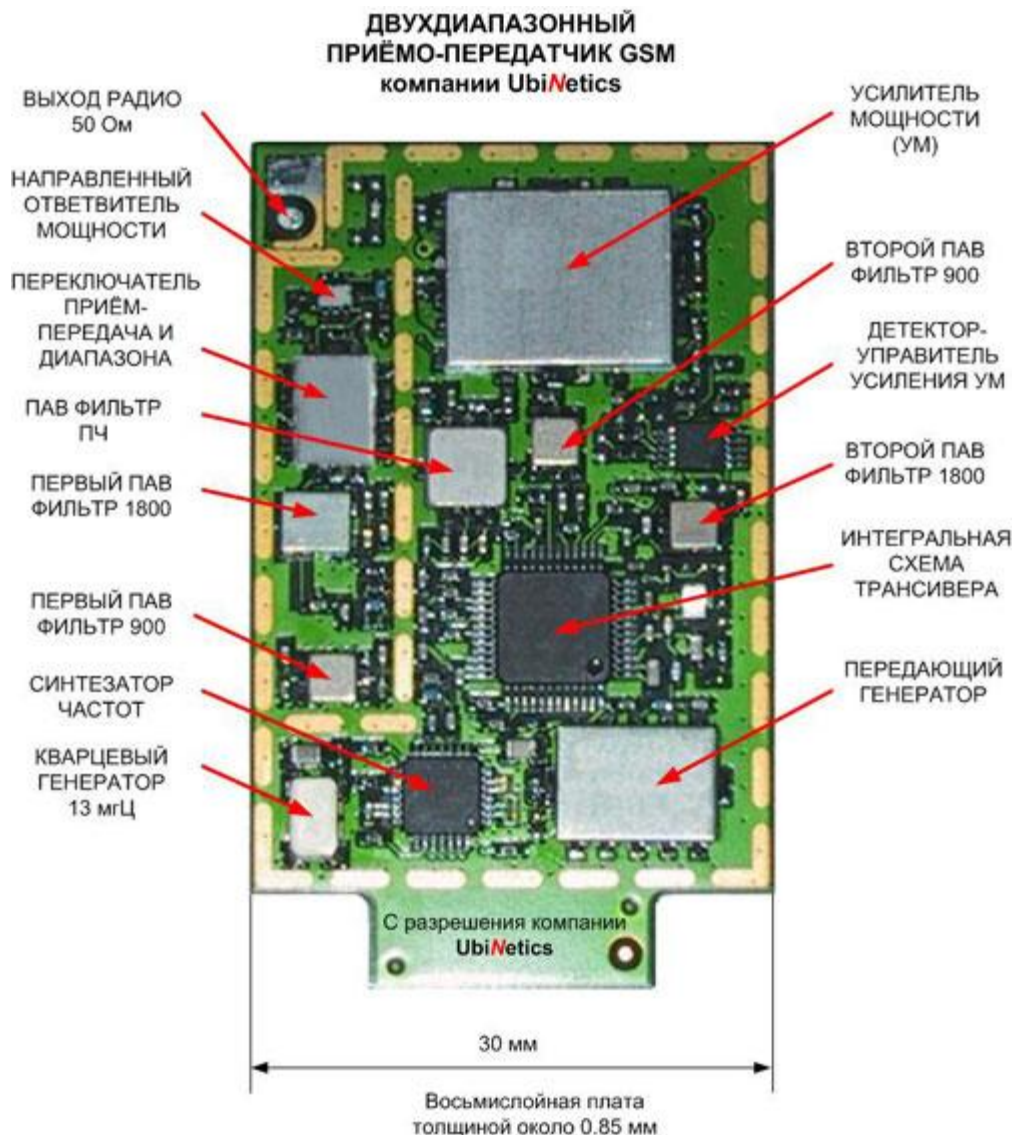 ДВУХДИАПАЗОННЫЙ
ПРИЁМО-ПЕРЕДАТЧИК GSM
компании UbiNetics
ВЫХОД РАДИО
50 Ом
НАПРАВЛЕННЫЙ
ОТВЕТВИТЕЛЬ
МОЩНОСТИ
ПЕРЕКЛЮЧАТЕЛЬ
ПРИЁМ-
ПЕРЕДАЧА И
ДИАПАЗОНА
ПАВ ФИЛЬТР
ПЧ
ПЕРВЫЙ ПАВ
ФИЛЬТР 1800
ПЕРВЫЙ ПАВ
ФИЛЬТР 900
СИНТЕЗАТОР
ЧАСТОТ
КВАРЦЕВЫЙ
ГЕНЕРАТОР
13 мгЦ
УСИЛИТЕЛЬ
МОЩНОСТИ
(УМ)
ВТОРОЙ ПАВ
ФИЛЬТР 900
ДЕТЕКТОР-
УПРАВИТЕЛЬ
УСИЛЕНИЯ УМ
ВТОРОЙ ПАВ
ФИЛЬТР 1800
ИНТЕГРАЛЬНАЯ
СХЕМА
ТРАНСИВЕРА
ПЕРЕДАЮЩИЙ
ГЕНЕРАТОР
С разрешения компании
UbiNetics
30 мм
Восьмислойная плата
толщиной около 0.85 мм